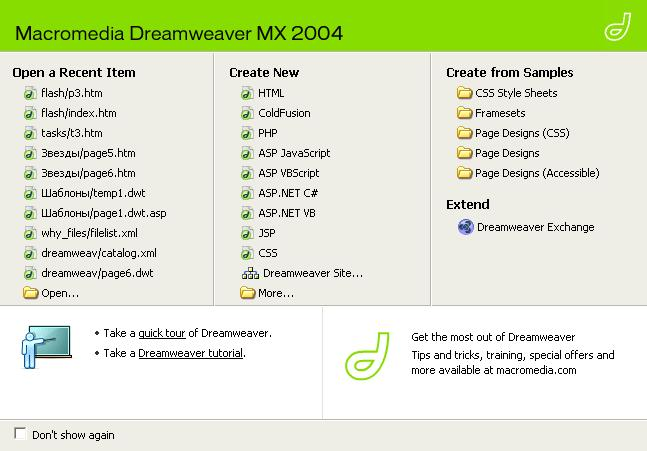 Macromedia Dreamweaver MX 2004
Open a Recent Item
flash/p3.htm
flash/index.htm
tasks/t3.htm
Звезды/page5.htm
Звезды/page6.htm
Шаблоны/temp1.dwt
Шаблоны/page1.dwt.asp
why_files/filelist.xml
dreamweav/catalog.xml
dreamweav/page6.dwt
Open...
Create New
HTML
ColdFusion
PHP
ASP JavaScript
ASP VBScript
ASP.NET C#
ASP.NET VB
JSP
CSS
Dreamweaver Site...
More...
Create from Samples
CSS Style Sheets
Framesets
Page Designs (CSS)
Page Designs
Page Designs (Accessible)
Extend
Dreamweaver Exchange
• Take a quick tour of Dreamweaver.
• Take a Dreamweaver tutorial.
Get the most out of Dreamweaver
Tips and tricks, training, special offers and
more available at macromedia.com
Don't show again